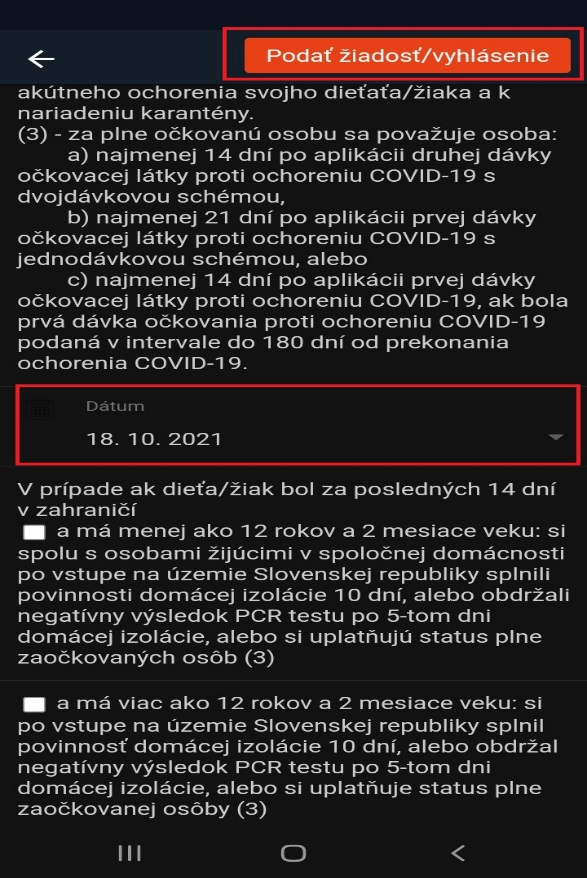 Podať žiadosť/vyhlásenie
akútneho ochorenia svojho dieťaťa/žiaka a k
nariadeniu karantény.
(3) - za plne očkovanú osobu sa považuje osoba:
a) najmenej 14 dní po aplikácii druhej dávky
očkovacej látky proti ochoreniu COVID-19 s
dvojdávkovou schémou,
b) najmenej 21 dní po aplikácii prvej dávky
očkovacej látky proti ochoreniu COVID-19 s
jednodávkovou schémou, alebo
c) najmenej 14 dní po aplikácii prvej dávky
očkovacej látky proti ochoreniu COVID-19, ak bola
prvá dávka očkovania proti ochoreniu COVID-19
podaná v intervale do 180 dní od prekonania
ochorenia COVID-19.
Dátum
18. 10. 2021
V prípade ak dieťa/žiak bol za posledných 14 dní
v zahraničí
a má menej ako 12 rokov a 2 mesiace veku: si
spolu s osobami žijúcimi v spoločnej domácnosti
po vstupe na územie Slovenskej republiky splnili
povinnosti domácej izolácie 10 dní, alebo obdržali
negatívny výsledok PCR testu po 5-tom dni
domácej izolácie, alebo si uplatňujú status plne
zaočkovaných osôb (3)
a má viac ako 12 rokov a 2 mesiace veku: si
po vstupe na územie Slovenskej republiky splnil
povinnosť domácej izolácie 10 dní, alebo obdržal
negatívny výsledok PCR testu po 5-tom dni
domácej izolácie, alebo si uplatňuje status plne
zaočkovanej osôby (3)